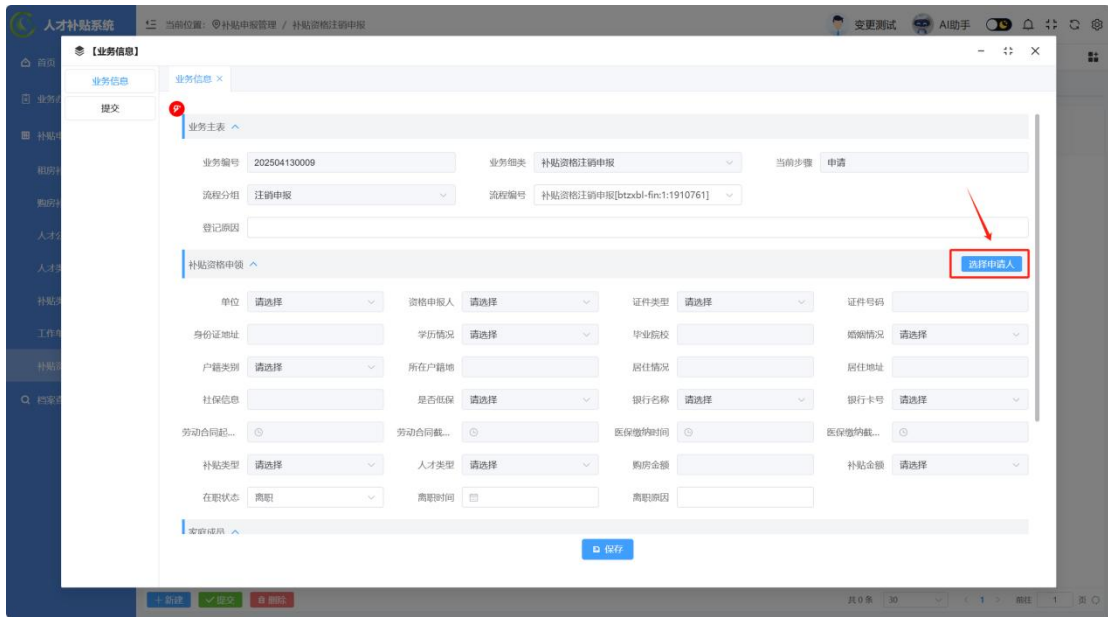 人才补贴系统 当前位置: 补贴申报管理 / 补贴资格注销申报 变更测试 AI助手
【业务信息】
首页
业务信息 业务信息 ×
提交
业务主表
业务编号 202504130009 业务细类 补贴资格注销申报 当前步骤 申请
流程分组 注销申报 流程编号 补贴资格注销申报[btzxbl-fin:1:1910761]
登记原因
补贴资格申领 选择申请人
单位 请选择 资格申报人 请选择 证件类型 请选择 证件号码
身份证地址 学历情况 请选择 毕业院校 婚姻情况 请选择
户籍类别 请选择 所在户籍地 居住情况 居住地址
社保信息 是否低保 请选择 银行名称 请选择 银行卡号 请选择
劳动合同起... 劳动合同截... 医保缴纳时间 医保缴纳截...
补贴类型 请选择 人才类型 请选择 购房金额 补贴金额 请选择
在职状态 离职 离职时间 离职原因
家庭成员
保存
+ 新建 提交 删除 共 0 条 30 1 前往 1 页